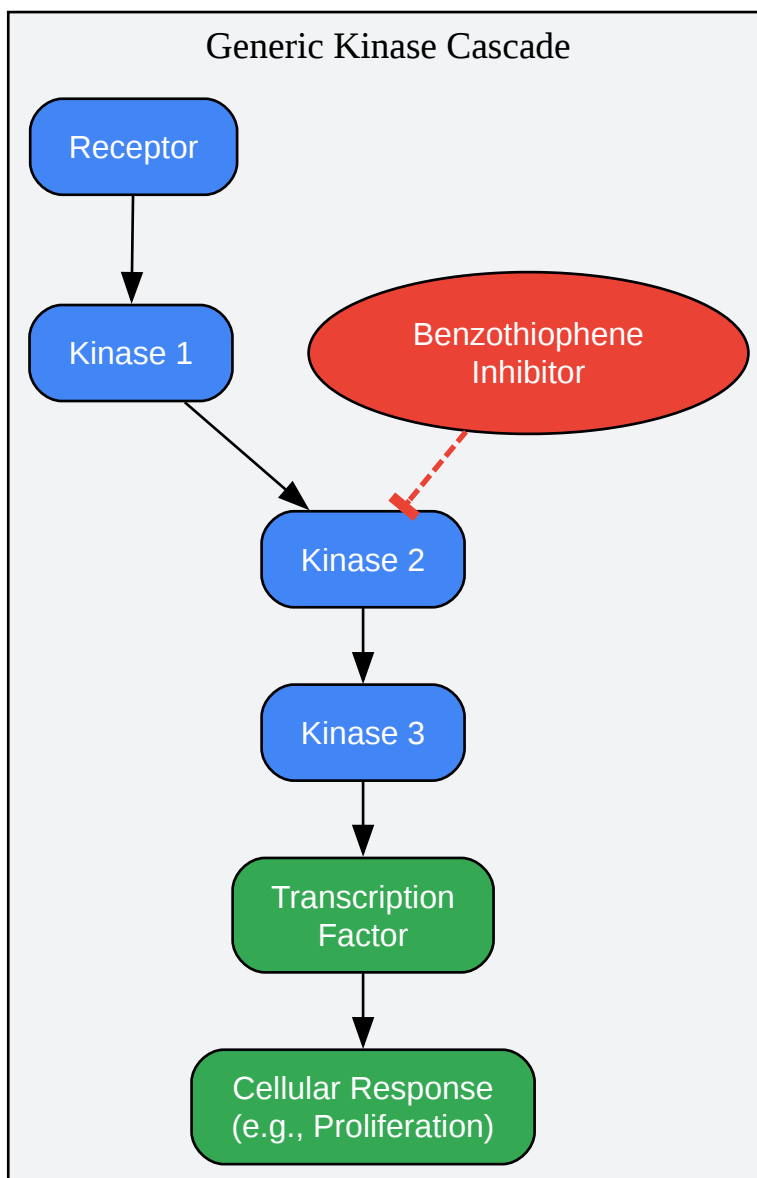 Generic Kinase Cascade
Receptor
Kinase 1
Benzothiophene
Inhibitor
Kinase 2
Kinase 3
Transcription
Factor
Cellular Response
(e.g., Proliferation)